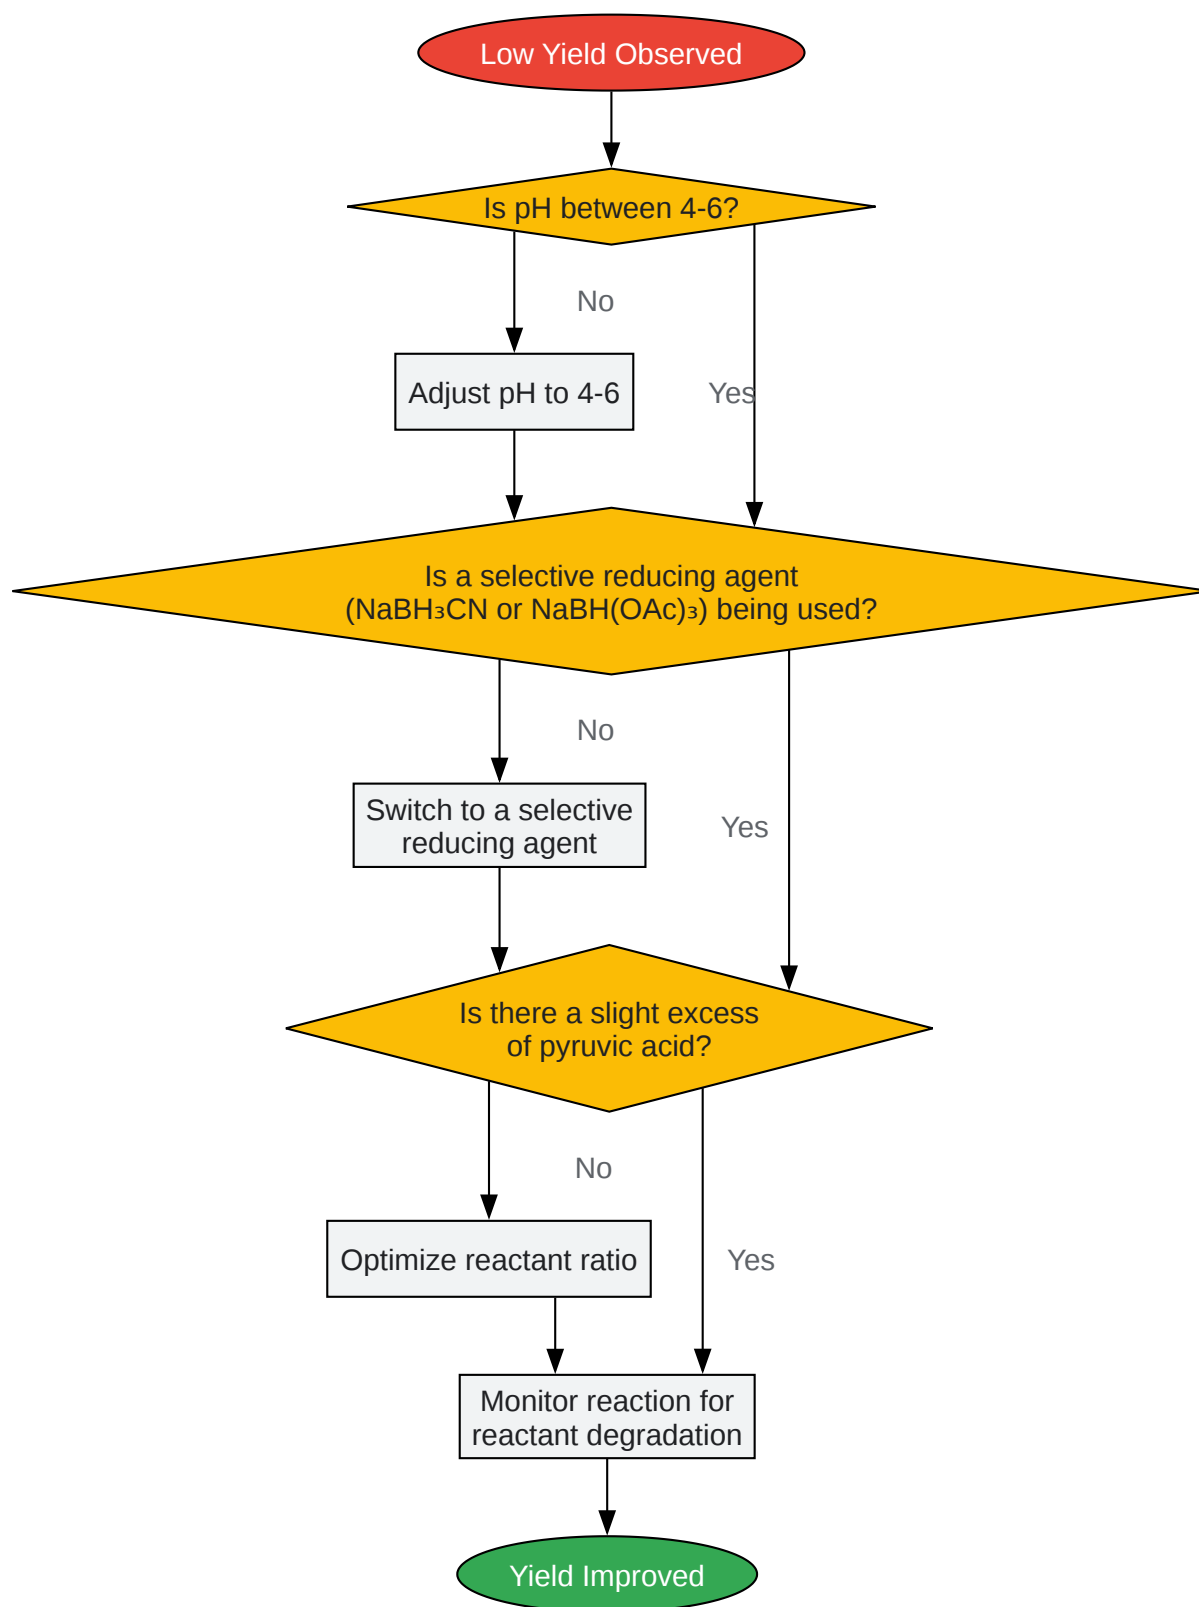 Low Yield Observed
Is pH between 4-6?
No
Adjust pH to 4-6
Yes
Is a selective reducing agent
(NaBH₃CN or NaBH(OAc)₃) being used?
No
Switch to a selective
reducing agent
Yes
Is there a slight excess
of pyruvic acid?
No
Optimize reactant ratio
Yes
Monitor reaction for
reactant degradation
Yield Improved